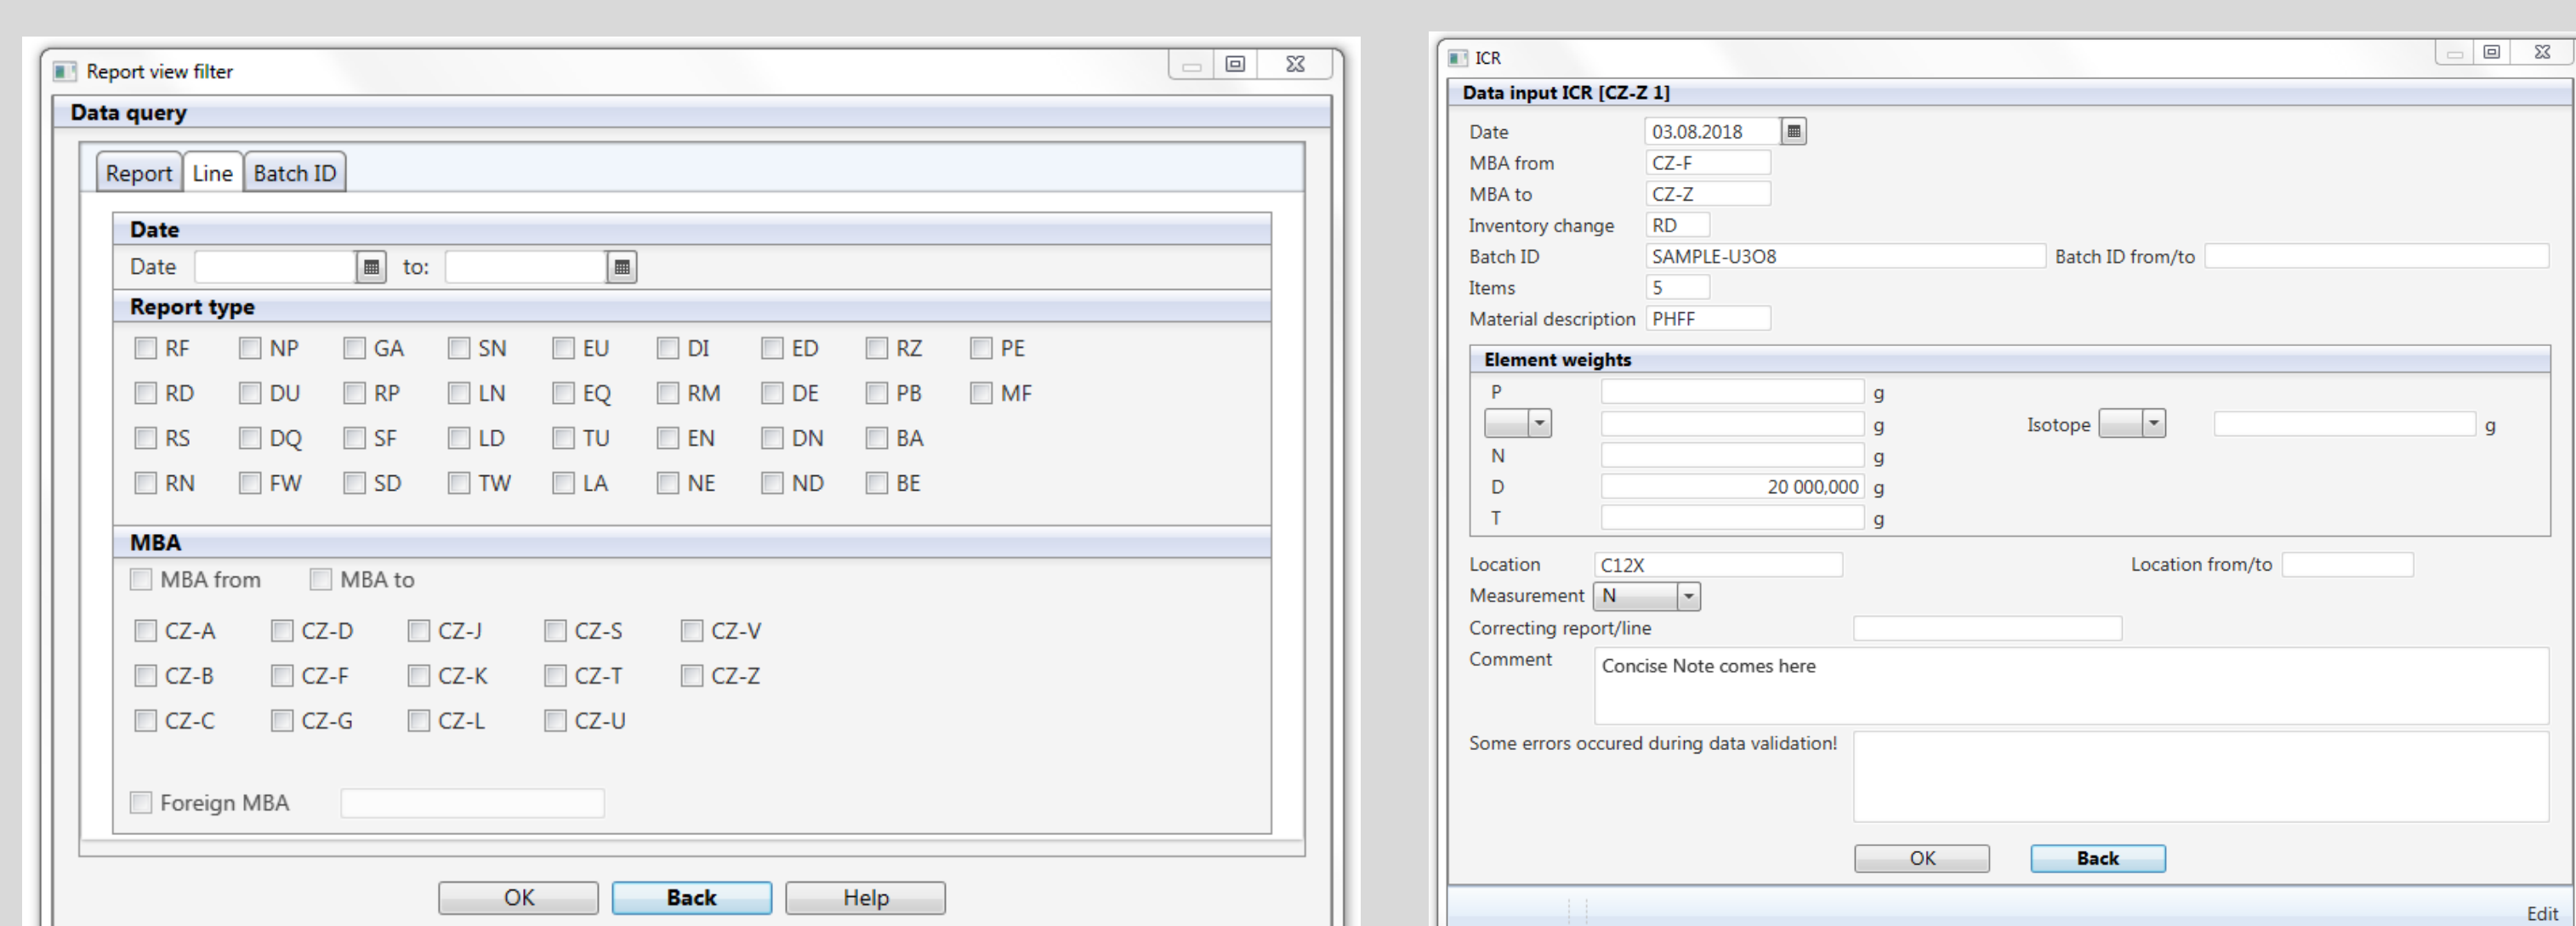 Report view filter
Data query
Report Line Batch ID
Date
Date to:
Report type
RF NP GA SN EU DI ED RZ PE
RD DU RP LN EQ RM DE PB MF
RS DQ SF LD TU EN DN BA
RN FW SD TW LA NE ND BE
MBA
MBA from MBA to
CZ-A CZ-D CZ-J CZ-S CZ-V
CZ-B CZ-F CZ-K CZ-T CZ-Z
CZ-C CZ-G CZ-L CZ-U
Foreign MBA
OK Back Help
ICR
Data input ICR [CZ-Z 1]
Date 03.08.2018
MBA from CZ-F
MBA to CZ-Z
Inventory change RD
Batch ID SAMPLE-U3O8 Batch ID from/to
Items 5
Material description PHFF
Element weights
P g
g Isotope g
N g
D 20 000,000 g
T g
Location C12X Location from/to
Measurement N
Correcting report/line
Comment Concise Note comes here
Some errors occured during data validation!
OK Back
Edit